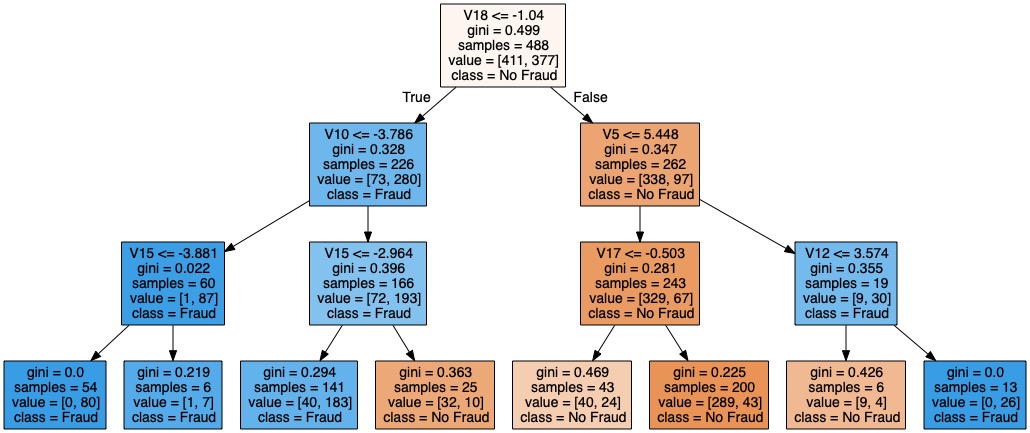 V18 <= -1.04
gini = 0.499
samples = 488
value = [411, 377]
class = No Fraud
True
False
V10 <= -3.786
gini = 0.328
samples = 226
value = [73, 280]
class = Fraud
V5 <= 5.448
gini = 0.347
samples = 262
value = [338, 97]
class = No Fraud
V15 <= -3.881
gini = 0.022
samples = 60
value = [1, 87]
class = Fraud
V15 <= -2.964
gini = 0.396
samples = 166
value = [72, 193]
class = Fraud
V17 <= -0.503
gini = 0.281
samples = 243
value = [329, 67]
class = No Fraud
V12 <= 3.574
gini = 0.355
samples = 19
value = [9, 30]
class = Fraud
gini = 0.0
samples = 54
value = [0, 80]
class = Fraud
gini = 0.219
samples = 6
value = [1, 7]
class = Fraud
gini = 0.294
samples = 141
value = [40, 183]
class = Fraud
gini = 0.363
samples = 25
value = [32, 10]
class = No Fraud
gini = 0.469
samples = 43
value = [40, 24]
class = No Fraud
gini = 0.225
samples = 200
value = [289, 43]
class = No Fraud
gini = 0.426
samples = 6
value = [9, 4]
class = No Fraud
gini = 0.0
samples = 13
value = [0, 26]
class = Fraud